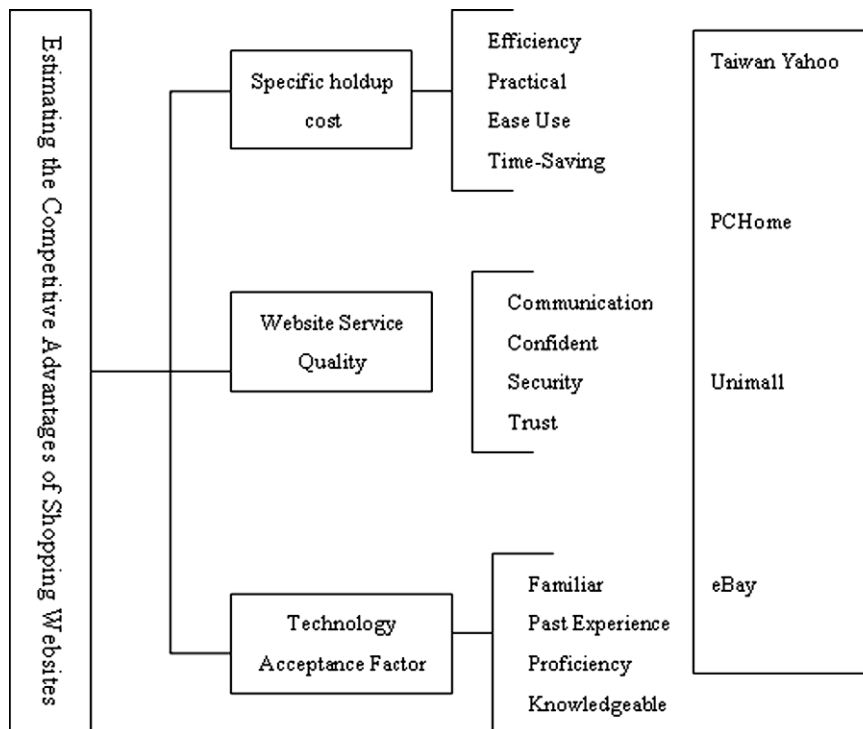 Estimating the Competitive Advantages of Shopping Websites
Specific holdup
cost
Efficiency
Practical
Ease Use
Time-Saving
Website Service
Quality
Communication
Confident
Security
Trust
Technology
Acceptance Factor
Familiar
Past Experience
Proficiency
Knowledgeable
Taiwan Yahoo
PCHome
Unimall
eBay